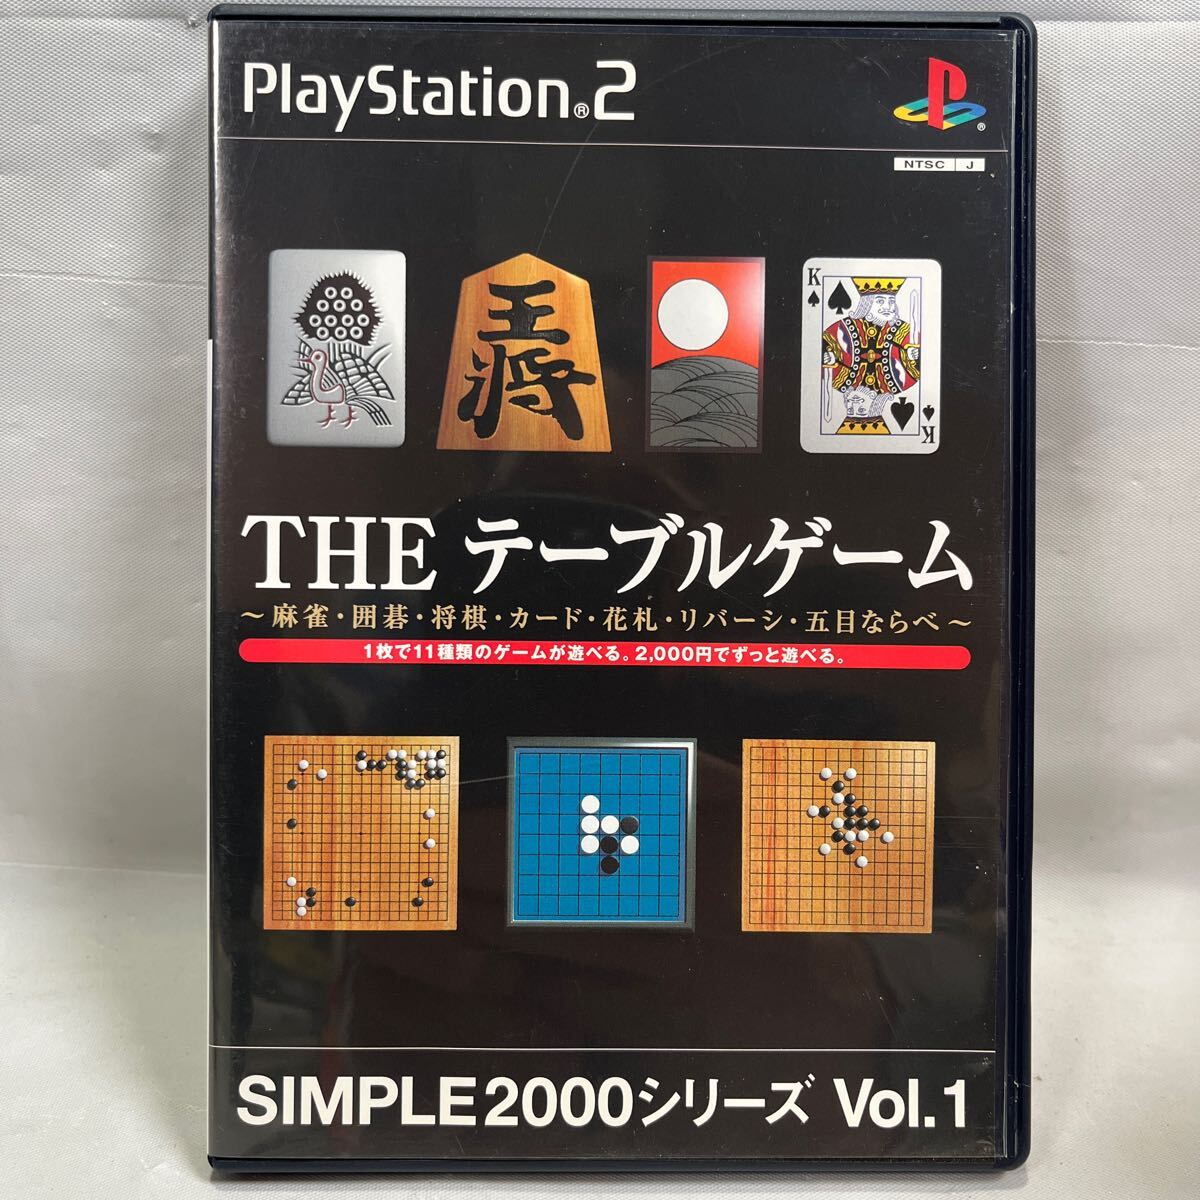 PlayStation®2
®
NTSC J
王将
K
K
THE テーブルゲーム
〜麻雀・囲碁・将棋・カード・花札・リバーシ・五目ならべ〜
1枚で11種類のゲームが遊べる。2,000円でずっと遊べる。
SIMPLE2000シリーズ Vol.1